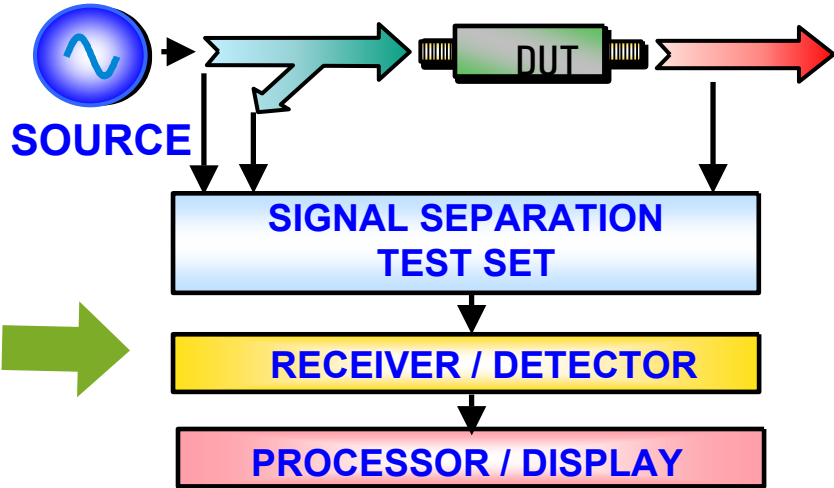 DUT
SOURCE
SIGNAL SEPARATION
TEST SET
RECEIVER / DETECTOR
PROCESSOR / DISPLAY